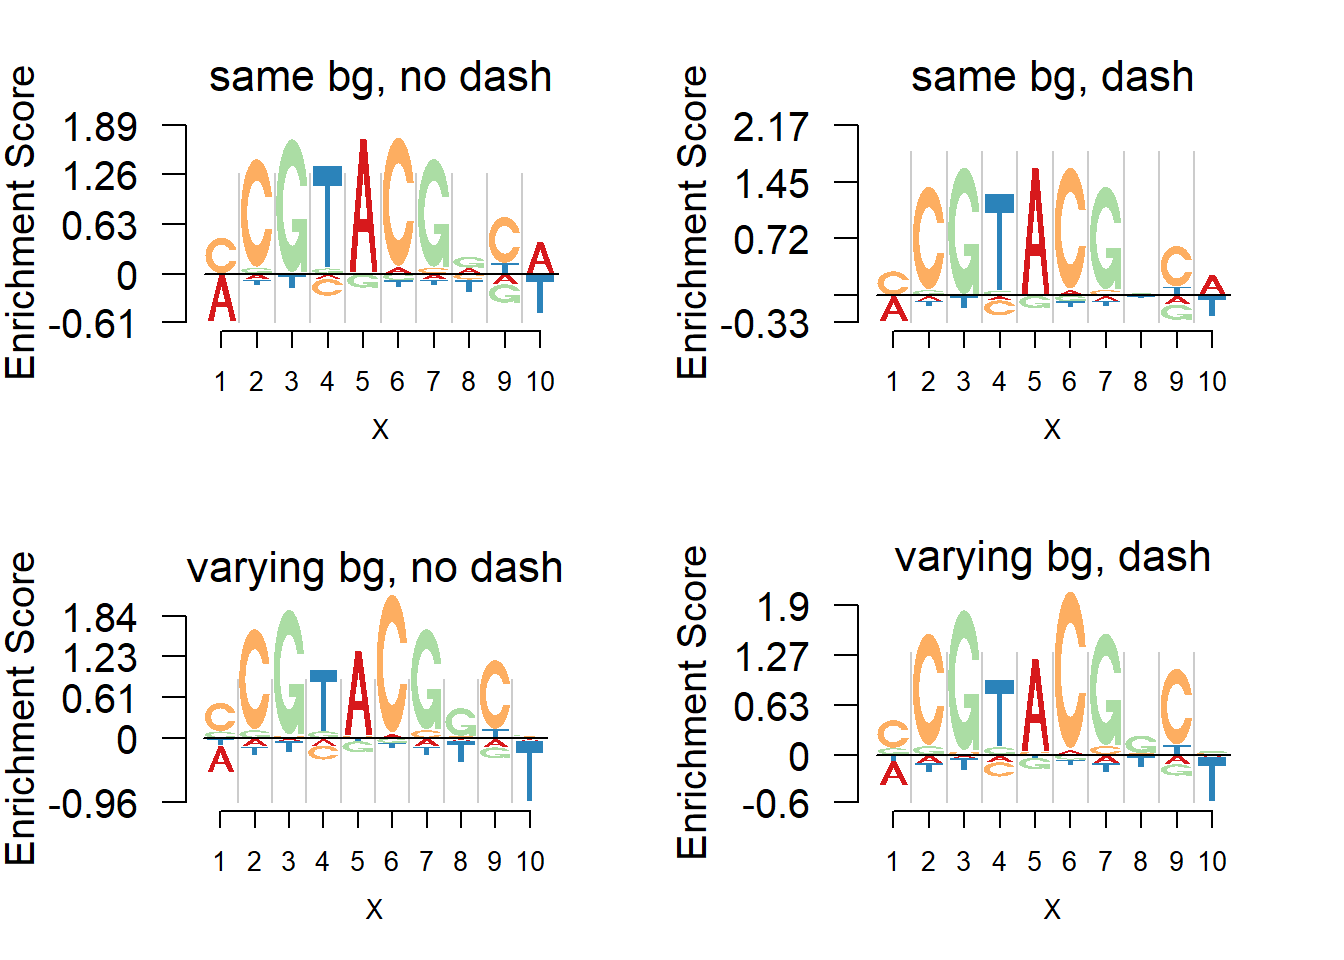 same bg, no dash
Enrichment Score
1.89
1.26
0.63
0
-0.61
C G T A C G G C A
C
A
1 2 3 4 5 6 7 8 9 10
X
same bg, dash
Enrichment Score
2.17
1.45
0.72
-0.33
C C G T A C G C A
A
1 2 3 4 5 6 7 8 9 10
X
varying bg, no dash
Enrichment Score
1.84
1.23
0.61
0
-0.96
C C G T A C G G C
A T
1 2 3 4 5 6 7 8 9 10
X
varying bg, dash
Enrichment Score
1.9
1.27
0.63
0
-0.6
C C G T A C G G C
A T
1 2 3 4 5 6 7 8 9 10
X